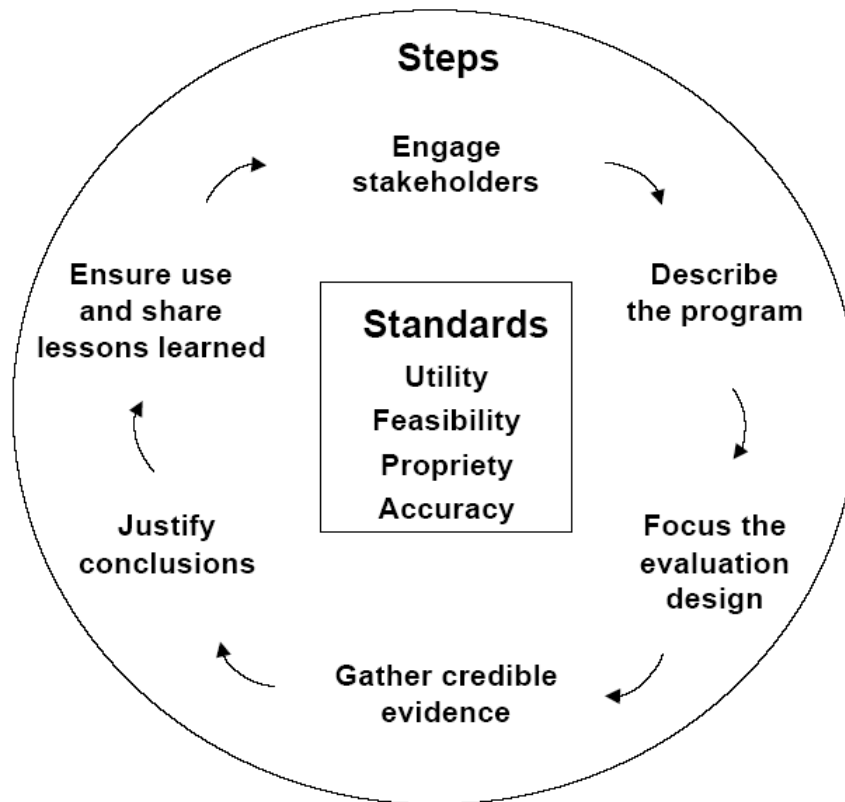 Steps
Engage
stakeholders
Describe
the program
Focus the
evaluation
design
Gather credible
evidence
Justify
conclusions
Ensure use
and share
lessons learned
Standards
Utility
Feasibility
Propriety
Accuracy